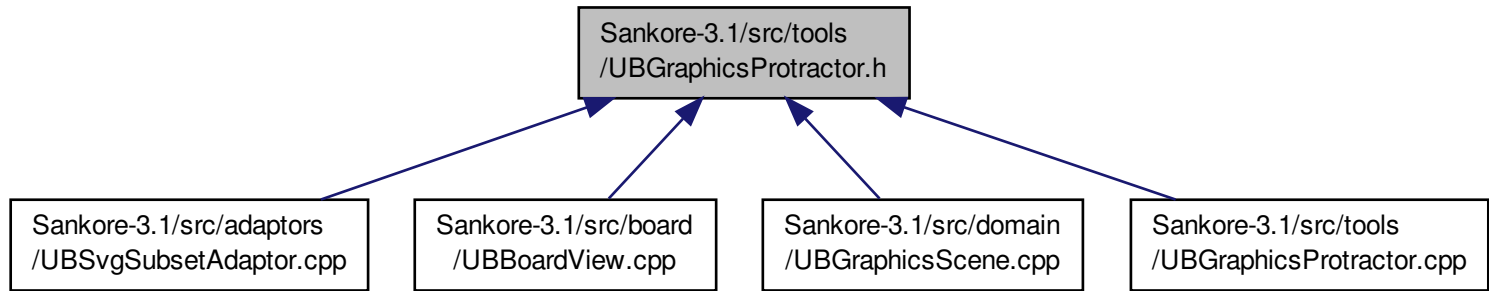 Sankore-3.1/src/tools
/UBGraphicsProtractor.h
Sankore-3.1/src/adaptors
/UBSvgSubsetAdaptor.cpp
Sankore-3.1/src/board
/UBBoardView.cpp
Sankore-3.1/src/domain
/UBGraphicsScene.cpp
Sankore-3.1/src/tools
/UBGraphicsProtractor.cpp